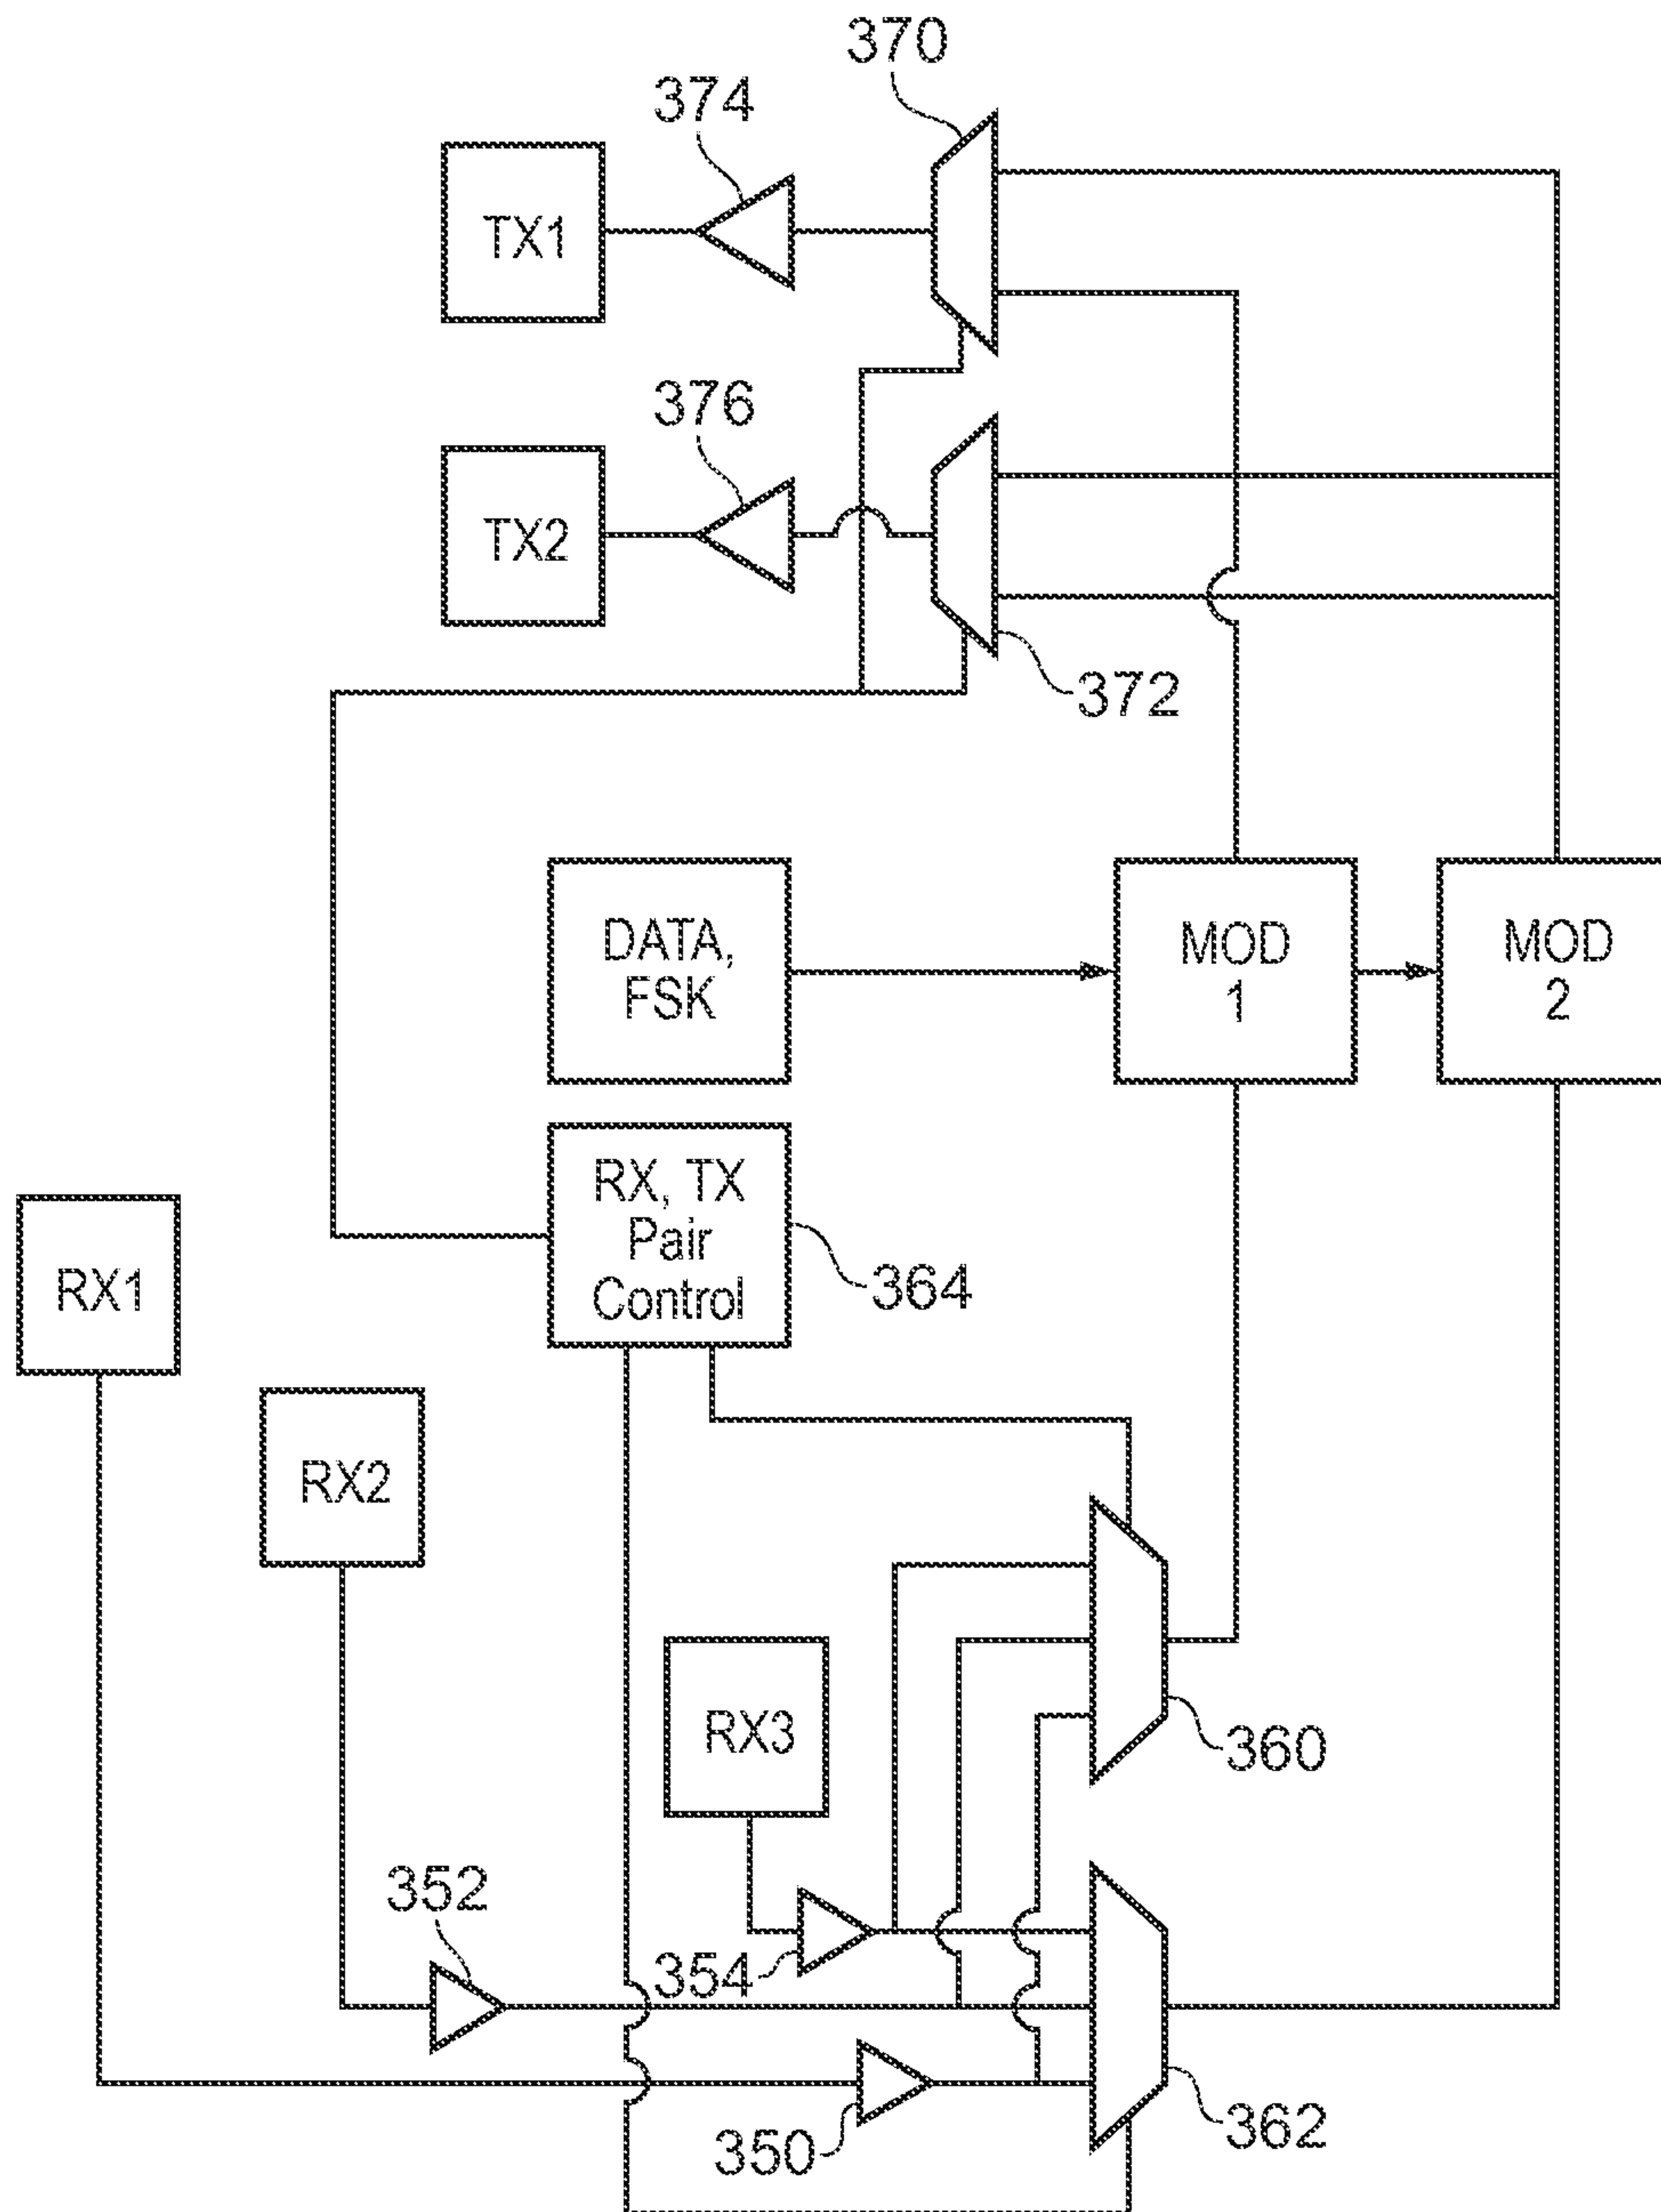 370
374
TX1
376
TX2
372
DATA,
FSK
MOD
1
MOD
2
RX, TX
Pair
Control
364
RX1
RX2
RX3
360
352
354
350
362